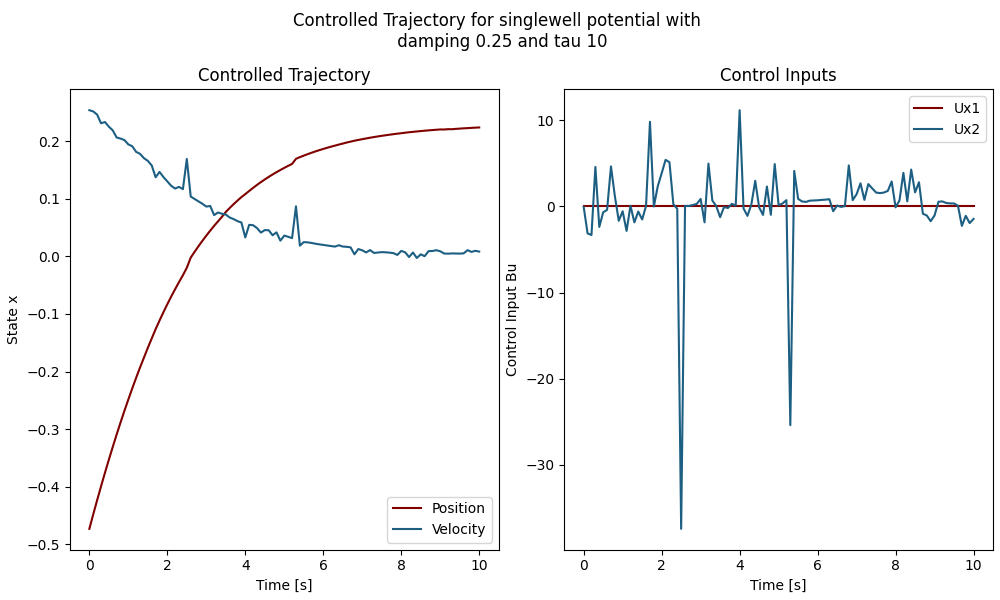 Controlled Trajectory for singlewell potential with
damping 0.25 and tau 10
Controlled Trajectory
State x
0.2
0.1
0.0
−0.1
−0.2
−0.3
−0.4
−0.5
0
2
4
6
8
10
Time [s]
Position
Velocity
Control Inputs
Control Input Bu
10
0
−10
−20
−30
0
2
4
6
8
10
Time [s]
Ux1
Ux2